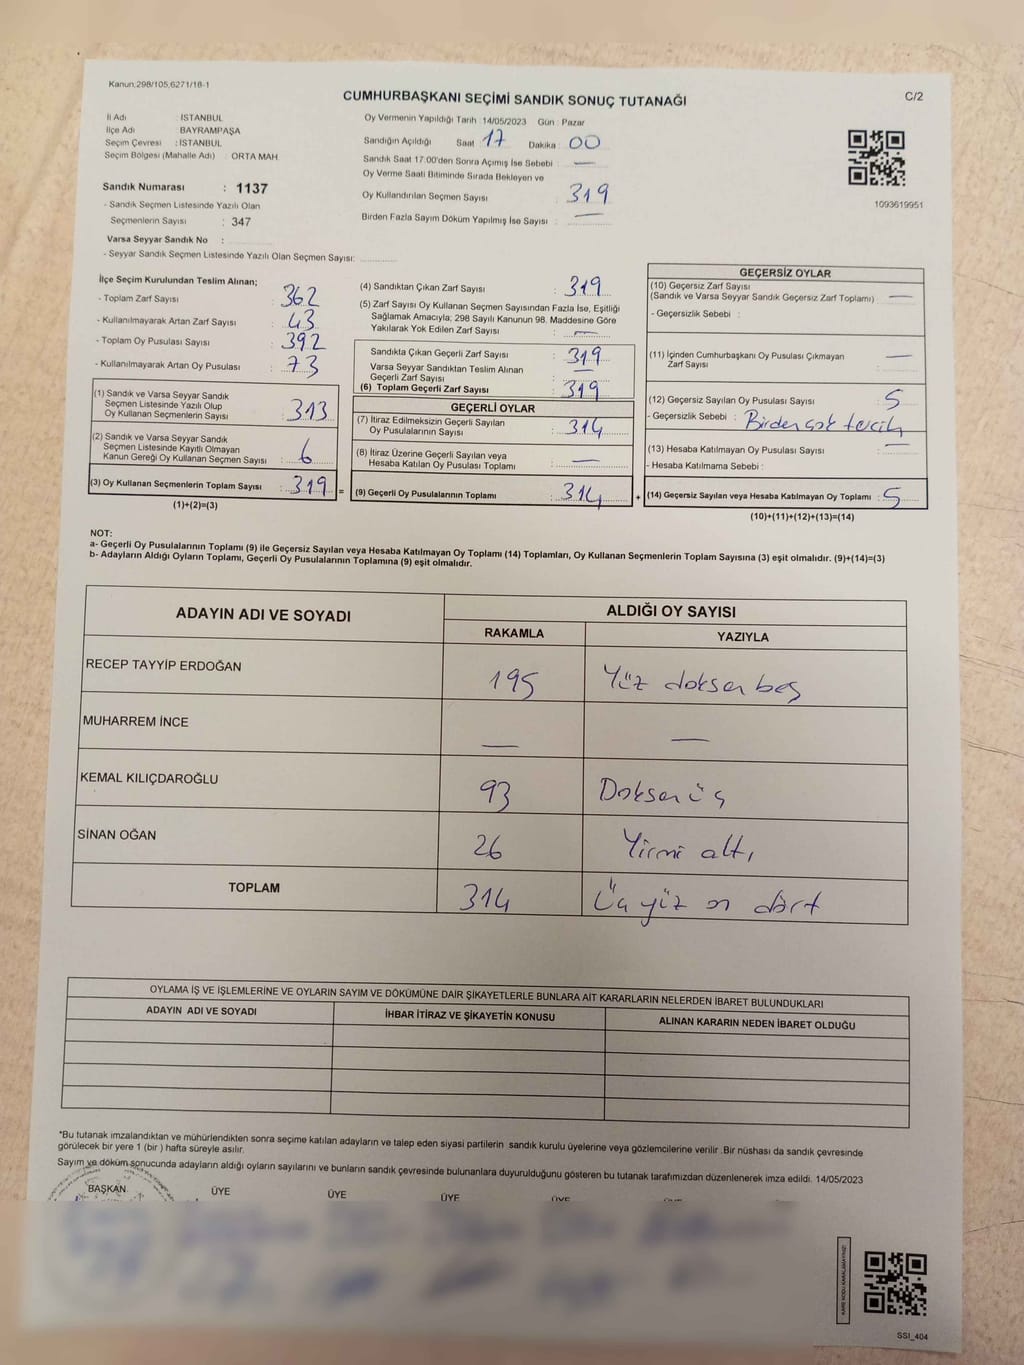 Kanun:298/105,6271/18-1
CUMHURBAŞKANI SEÇİMİ SANDIK SONUÇ TUTANAĞI
C/2
İl Adı : İSTANBUL
İlçe Adı : BAYRAMPAŞA
Seçim Çevresi : İSTANBUL
Seçim Bölgesi (Mahalle Adı) : ORTA MAH
Sandık Numarası : 1137
- Sandık Seçmen Listesinde Yazılı Olan
Seçmenlerin Sayısı : 347
Varsa Seyyar Sandık No :
- Seyyar Sandık Seçmen Listesinde Yazılı Olan Seçmen Sayısı:
Oy Vermenin Yapıldığı Tarih : 14/05/2023 Gün : Pazar
Sandığın Açıldığı Saat : 17 Dakika : 00
Sandık Saat 17:00'den Sonra Açımış İse Sebebi : —
Oy Verme Saati Bitiminde Sırada Bekleyen ve
Oy Kullandırılan Seçmen Sayısı : 319
Birden Fazla Sayım Döküm Yapılmış İse Sayısı : —
1093619951
İlçe Seçim Kurulundan Teslim Alınan;
- Toplam Zarf Sayısı : 362
- Kullanılmayarak Artan Zarf Sayısı : 43
- Toplam Oy Pusulası Sayısı : 392
- Kullanılmayarak Artan Oy Pusulası : 73
(1) Sandık ve Varsa Seyyar Sandık
Seçmen Listesinde Yazılı Olup
Oy Kullanan Seçmenlerin Sayısı : 313
(2) Sandık ve Varsa Seyyar Sandık
Seçmen Listesinde Kayıtlı Olmayan
Kanun Gereği Oy Kullanan Seçmen Sayısı : 6
(3) Oy Kullanan Seçmenlerin Toplam Sayısı : 319 =
(1)+(2)=(3)
(4) Sandıktan Çıkan Zarf Sayısı : 319
(5) Zarf Sayısı Oy Kullanan Seçmen Sayısından Fazla İse, Eşitliği
Sağlamak Amacıyla; 298 Sayılı Kanunun 98. Maddesine Göre
Yakılarak Yok Edilen Zarf Sayısı : —
Sandıkta Çıkan Geçerli Zarf Sayısı : 319
Varsa Seyyar Sandıktan Teslim Alınan
Geçerli Zarf Sayısı : —
(6) Toplam Geçerli Zarf Sayısı : 319
GEÇERLİ OYLAR
(7) İtiraz Edilmeksizin Geçerli Sayılan
Oy Pusulalarının Sayısı : 314
(8) İtiraz Üzerine Geçerli Sayılan veya
Hesaba Katılan Oy Pusulası Toplamı : —
(9) Geçerli Oy Pusulalarının Toplamı : 314 +
GEÇERSİZ OYLAR
(10) Geçersiz Zarf Sayısı
(Sandık ve Varsa Seyyar Sandık Geçersiz Zarf Toplamı) : —
- Geçersizlik Sebebi :
(11) İçinden Cumhurbaşkanı Oy Pusulası Çıkmayan
Zarf Sayısı : —
(12) Geçersiz Sayılan Oy Pusulası Sayısı : 5
- Geçersizlik Sebebi : Birden çok tercih
(13) Hesaba Katılmayan Oy Pusulası Sayısı : —
- Hesaba Katılmama Sebebi :
(14) Geçersiz Sayılan veya Hesaba Katılmayan Oy Toplamı : 5
(10)+(11)+(12)+(13)=(14)
NOT:
a- Geçerli Oy Pusulalarının Toplamı (9) ile Geçersiz Sayılan veya Hesaba Katılmayan Oy Toplamı (14) Toplamları, Oy Kullanan Seçmenlerin Toplam Sayısına (3) eşit olmalıdır. (9)+(14)=(3)
b- Adayların Aldığı Oyların Toplamı, Geçerli Oy Pusulalarının Toplamına (9) eşit olmalıdır.
ADAYIN ADI VE SOYADI ALDIĞI OY SAYISI
RAKAMLA YAZIYLA
RECEP TAYYİP ERDOĞAN 195 Yüz doksan beş
MUHARREM İNCE — —
KEMAL KILIÇDAROĞLU 93 Doksan üç
SİNAN OĞAN 26 Yirmi altı
TOPLAM 314 Üç yüz on dört
OYLAMA İŞ VE İŞLEMLERİNE VE OYLARIN SAYIM VE DÖKÜMÜNE DAİR ŞİKAYETLERLE BUNLARA AİT KARARLARIN NELERDEN İBARET BULUNDUKLARI
ADAYIN ADI VE SOYADI İHBAR İTİRAZ VE ŞİKAYETİN KONUSU ALINAN KARARIN NEDEN İBARET OLDUĞU
*Bu tutanak imzalandıktan ve mühürlendikten sonra seçime katılan adayların ve talep eden siyasi partilerin sandık kurulu üyelerine veya gözlemcilerine verilir .Bir nüshası da sandık çevresinde
görülecek bir yere 1 (bir ) hafta süreyle asılır.
Sayım ve döküm sonucunda adayların aldığı oyların sayılarını ve bunların sandık çevresinde bulunanlara duyurulduğunu gösteren bu tutanak tarafımızdan düzenlenerek imza edildi. 14/05/2023
BAŞKAN ÜYE ÜYE ÜYE ÜYE
KARE KODU KARALAMAYINIZ!
SSI_404